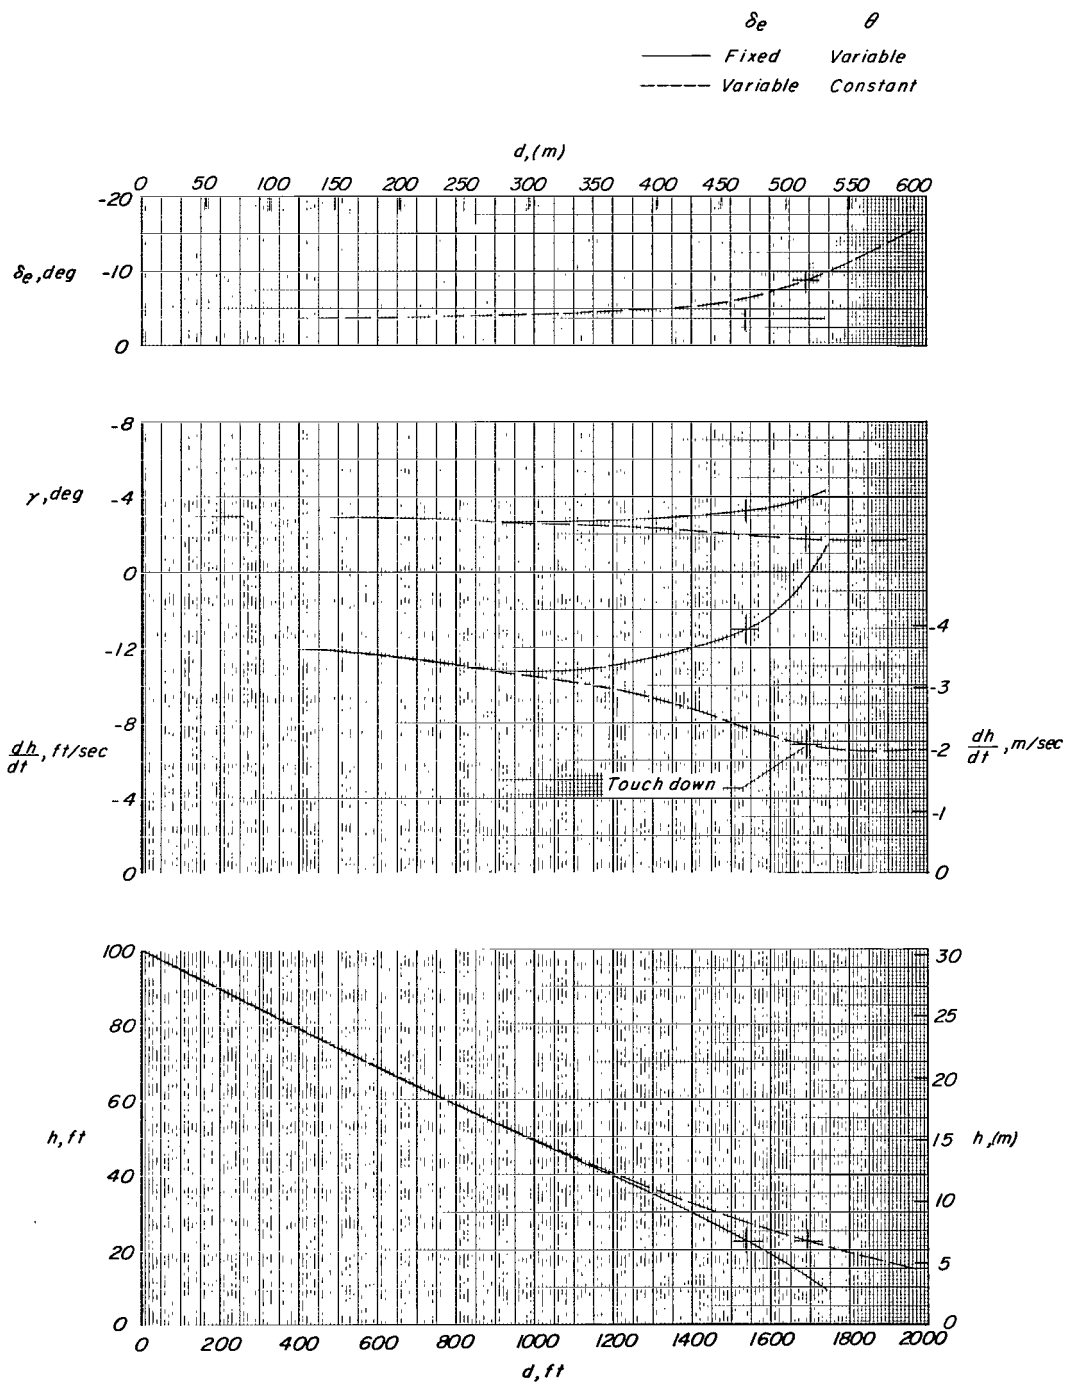 δe θ
Fixed Variable
Variable Constant
d,(m)
0 50 100 150 200 250 300 350 400 450 500 550 600
-20
δe,deg -10
0
-8
γ,deg -4
0
-12
-8
dh/dt, ft/sec
-4
0
-4
-3
-2 dh/dt, m/sec
-1
0
Touch down
100
80
60
h, ft
40
20
0
30
25
20
15 h,(m)
10
5
0
0 200 400 600 800 1000 1200 1400 1600 1800 2000
d, ft